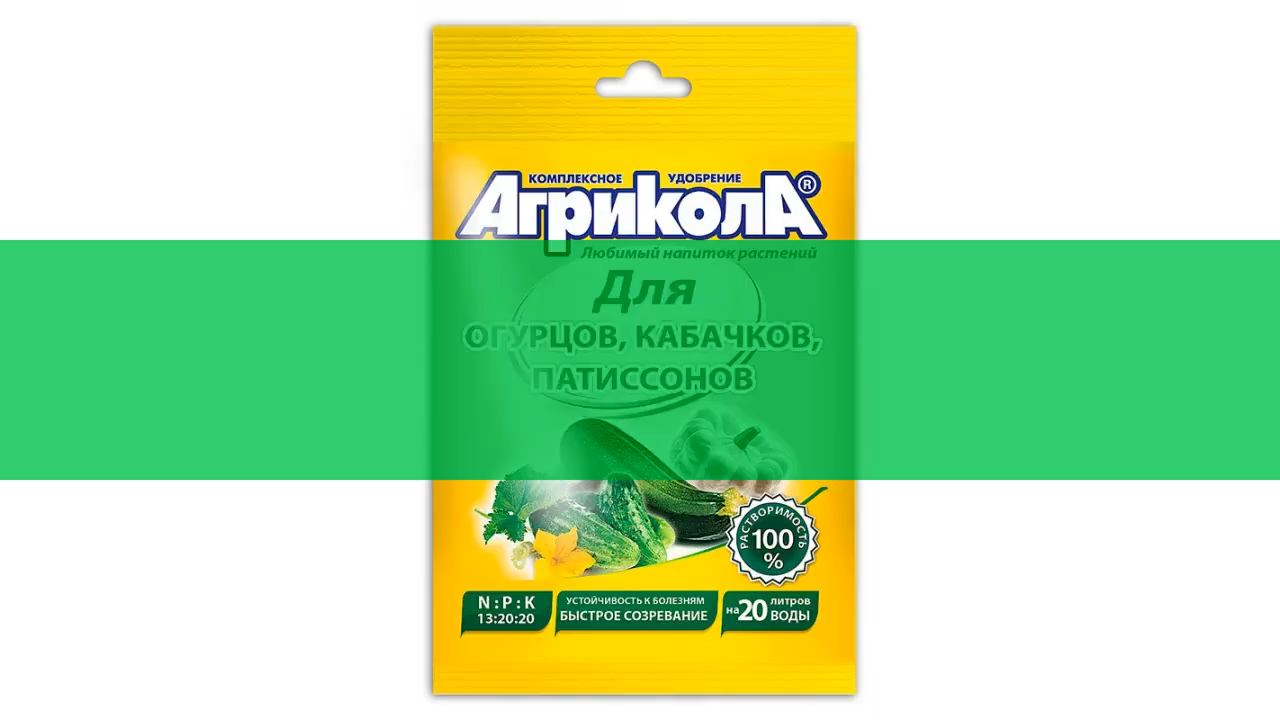 КОМПЛЕКСНОЕ УДОБРЕНИЕ
АгриколА®
Любимый напиток растений
Для
ОГУРЦОВ, КАБАЧКОВ,
ПАТИССОНОВ
РАСТВОРИМОСТЬ
100
%
N : P : K
13:20:20
УСТОЙЧИВОСТЬ К БОЛЕЗНЯМ
БЫСТРОЕ СОЗРЕВАНИЕ
на 20 ЛИТРОВ
ВОДЫ